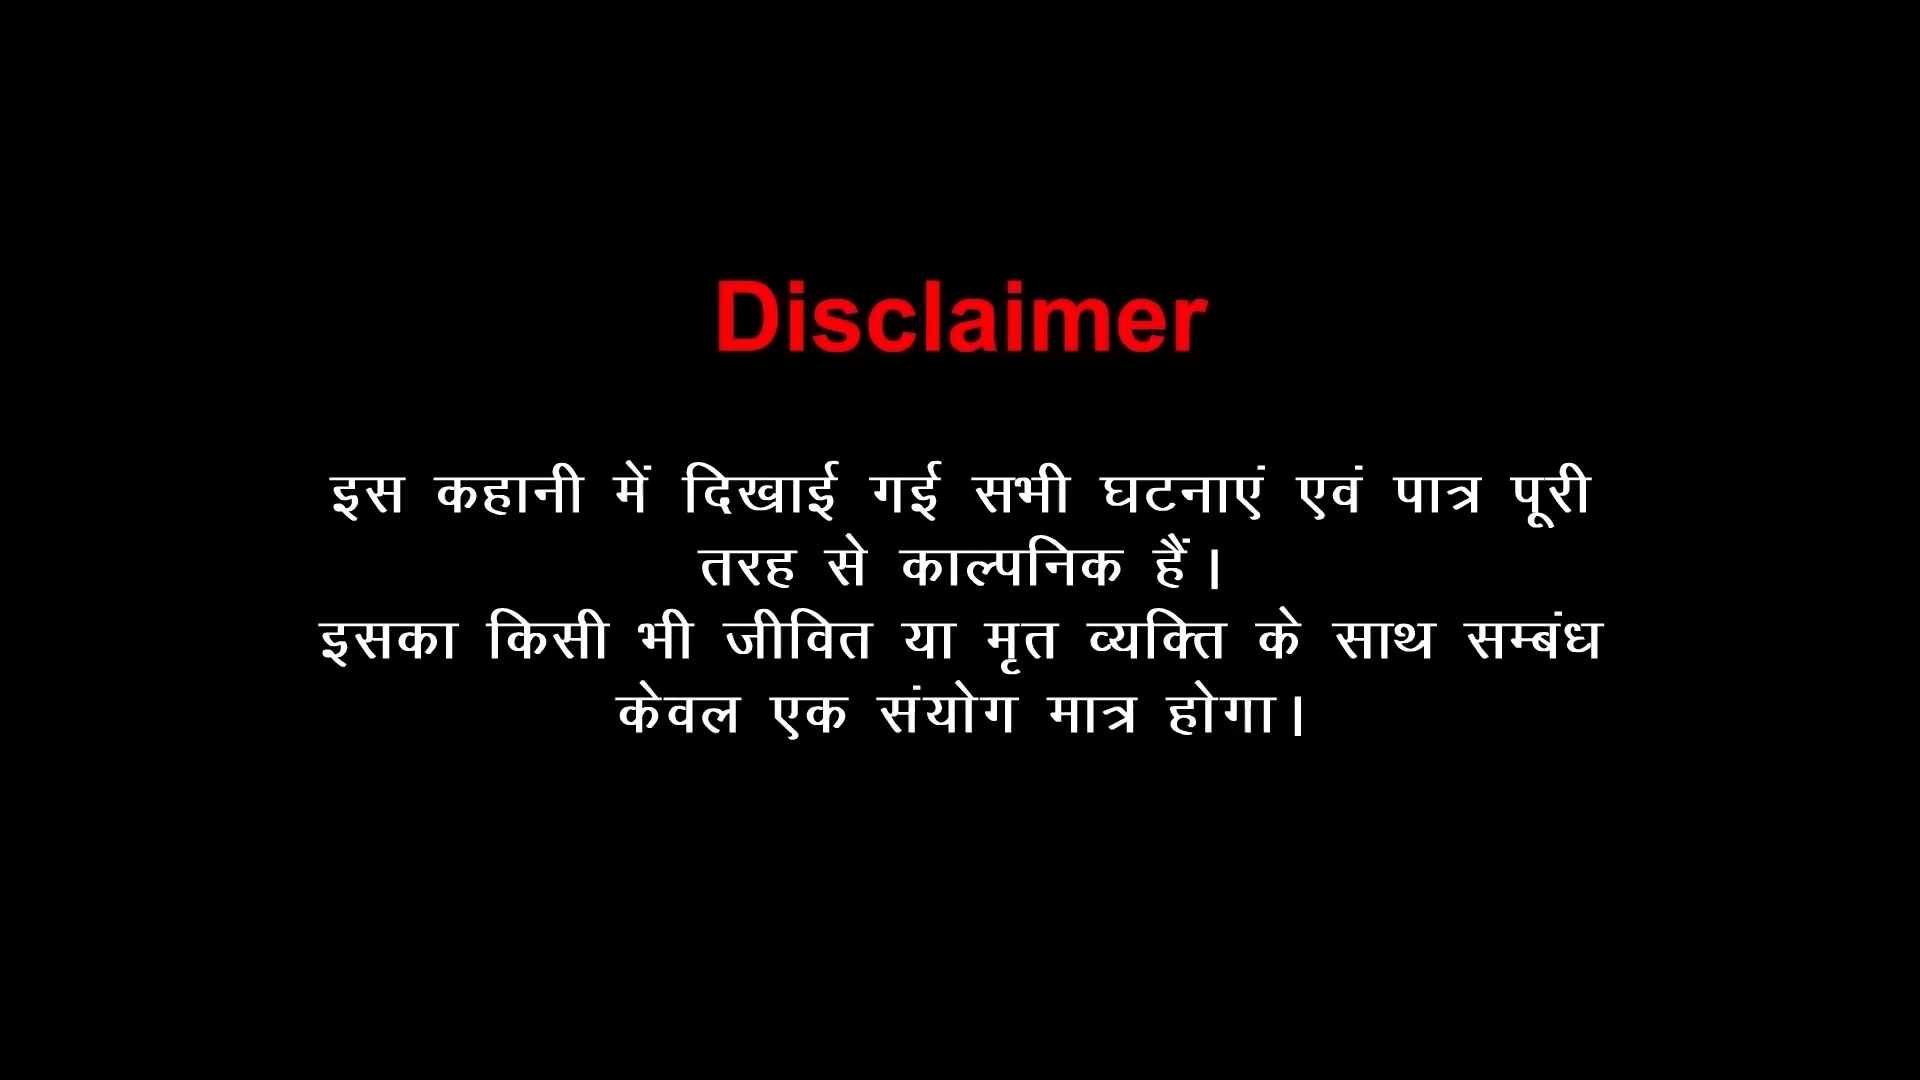 Disclaimer
इस कहानी में दिखाई गई सभी घटनाएं एवं पात्र पूरी
तरह से काल्पनिक हैं।
इसका किसी भी जीवित या मृत व्यक्ति के साथ सम्बंध
केवल एक संयोग मात्र होगा।